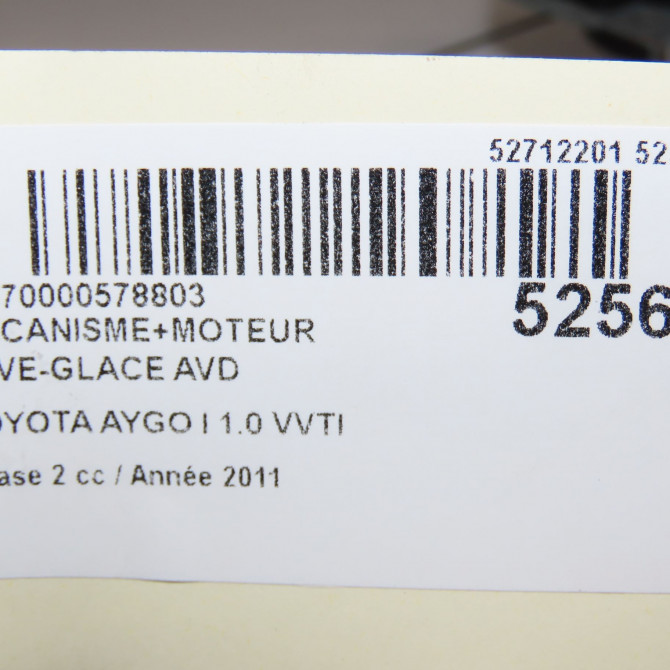 52712201 52
70000578803
5256
CANISME+MOTEUR
VE-GLACE AVD
OYOTA AYGO I 1.0 VVTI
ase 2 cc / Année 2011